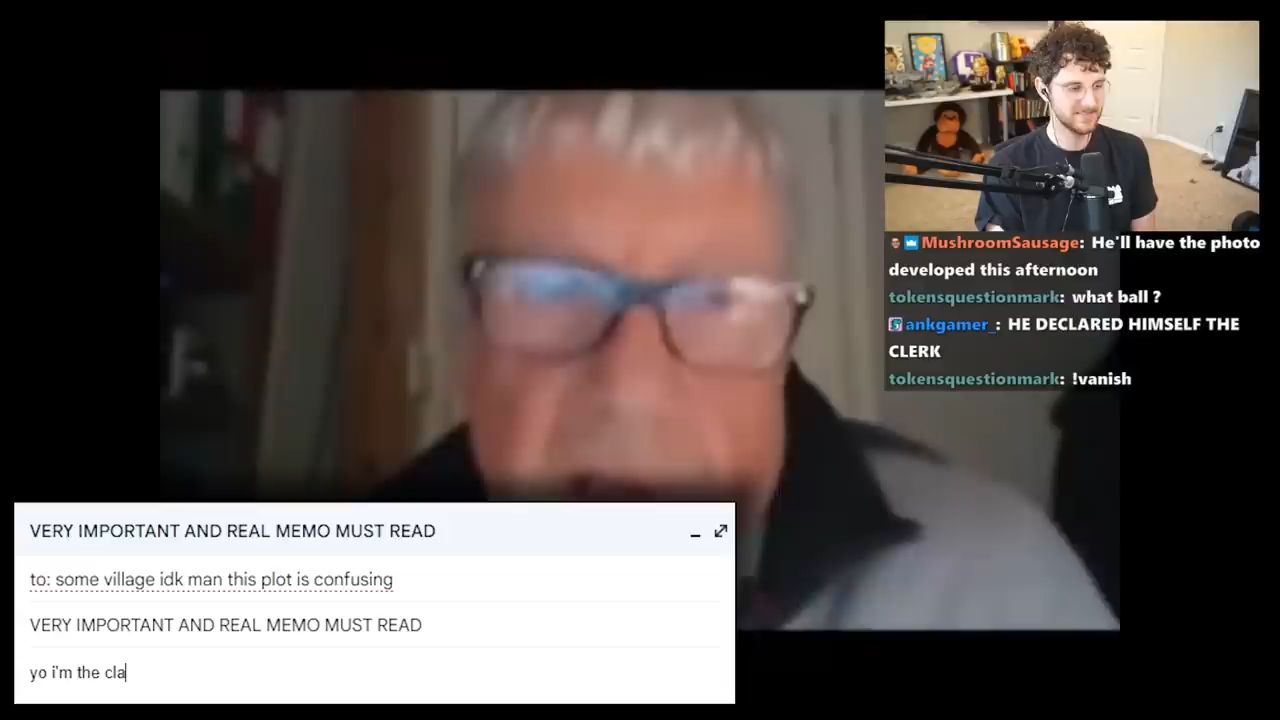 MushroomSausage: He'll have the photo
developed this afternoon
tokensquestionmark: what ball ?
ankgamer_: HE DECLARED HIMSELF THE
CLERK
tokensquestionmark: !vanish
VERY IMPORTANT AND REAL MEMO MUST READ
to: some village idk man this plot is confusing
VERY IMPORTANT AND REAL MEMO MUST READ
yo i'm the cla